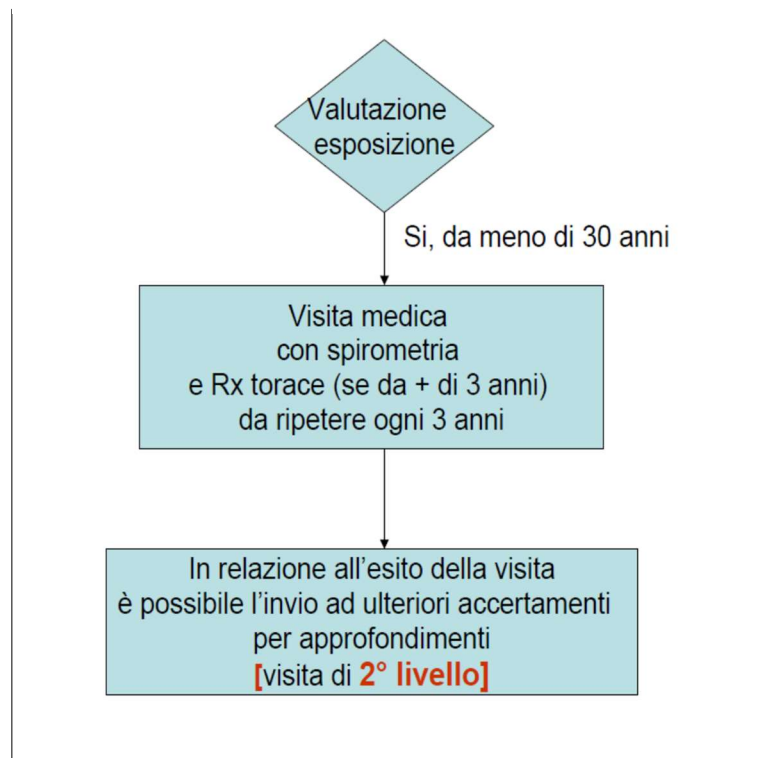 Valutazione
esposizione
Si, da meno di 30 anni
Visita medica
con spirometria
e Rx torace (se da + di 3 anni)
da ripetere ogni 3 anni
In relazione all'esito della visita
è possibile l'invio ad ulteriori accertamenti
per approfondimenti
[visita di 2° livello]